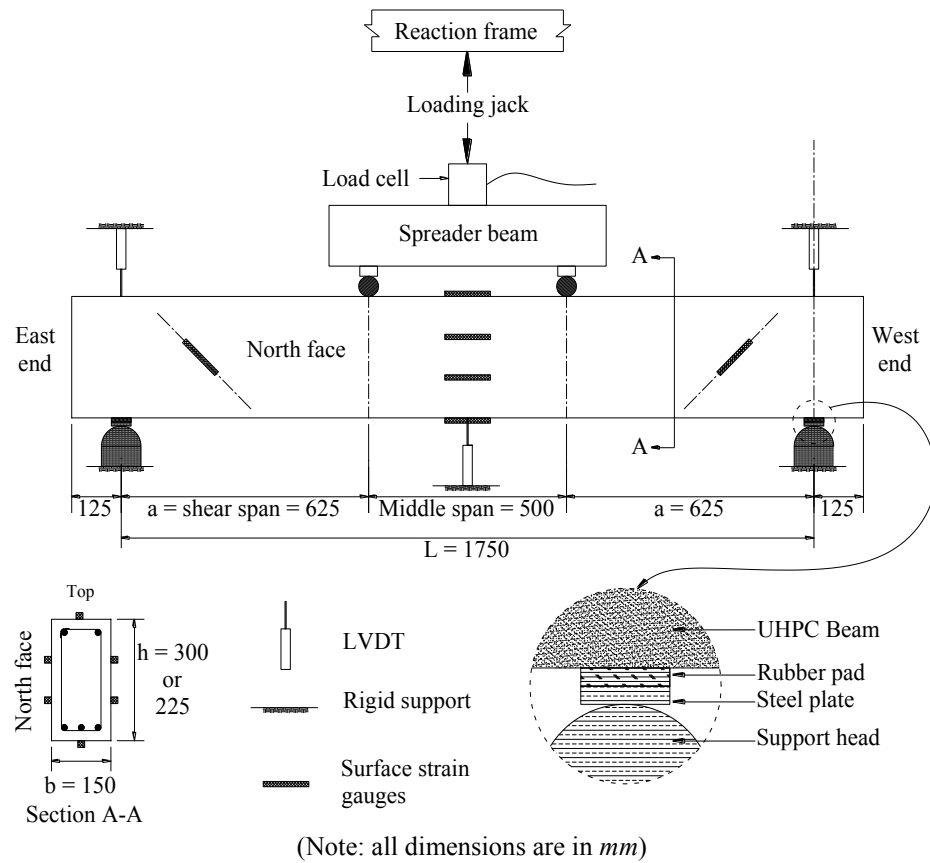 Reaction frame
Loading jack
Load cell
Spreader beam
A
A
East
end
North face
West
end
125
a = shear span = 625
Middle span = 500
a = 625
125
L = 1750
Top
North face
h = 300
or
225
b = 150
Section A-A
LVDT
Rigid support
Surface strain
gauges
UHPC Beam
Rubber pad
Steel plate
Support head
(Note: all dimensions are in mm)